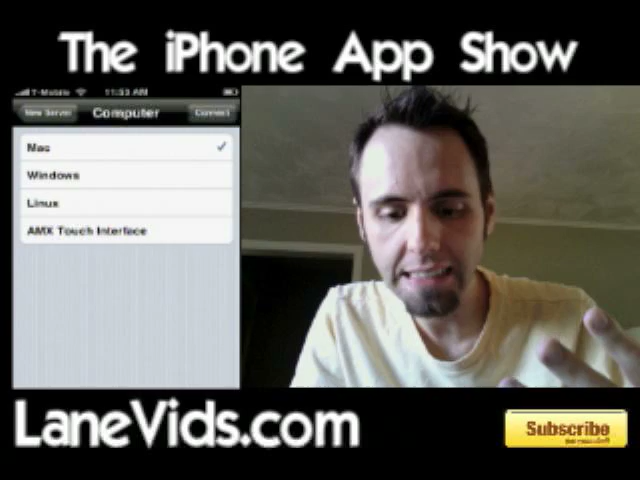 The iPhone App Show
T-Mobile 11:53 AM
New Server Computer Connect
Mac
Windows
Linux
AMX Touch Interface
LaneVids.com
Subscribe